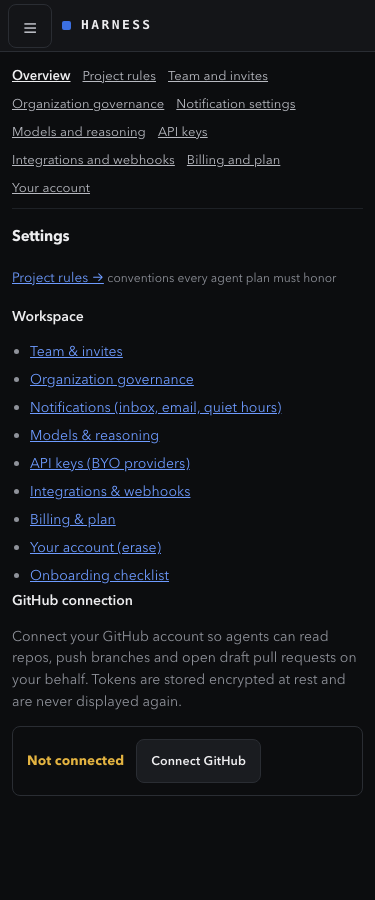 HARNESS
Overview Project rules Team and invites
Organization governance Notification settings
Models and reasoning API keys
Integrations and webhooks Billing and plan
Your account
Settings
Project rules → conventions every agent plan must honor
Workspace
Team & invites
Organization governance
Notifications (inbox, email, quiet hours)
Models & reasoning
API keys (BYO providers)
Integrations & webhooks
Billing & plan
Your account (erase)
Onboarding checklist
GitHub connection
Connect your GitHub account so agents can read
repos, push branches and open draft pull requests on
your behalf. Tokens are stored encrypted at rest and
are never displayed again.
Not connected Connect GitHub